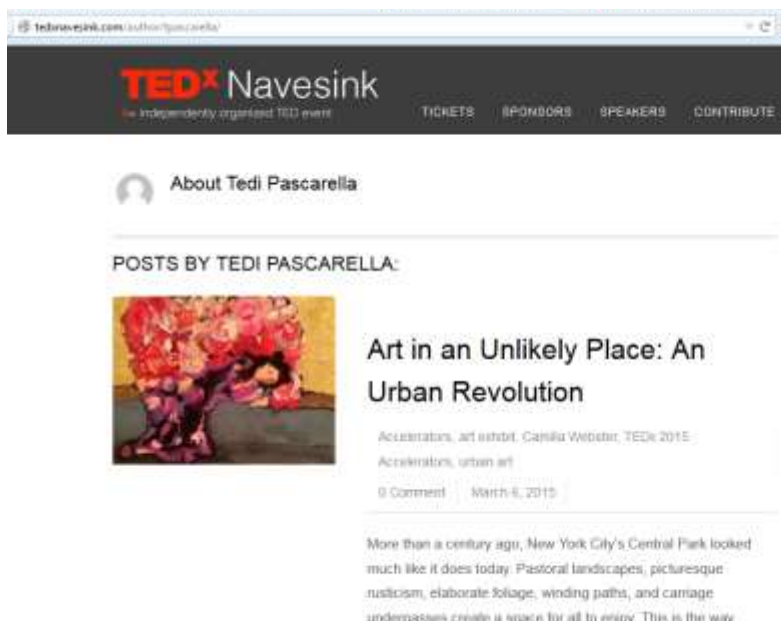 tedxnavesink.com/author/tpascarella/
TEDx Navesink
independently organized TED event
TICKETS SPONSORS SPEAKERS CONTRIBUTE
About Tedi Pascarella
POSTS BY TEDI PASCARELLA:
Art in an Unlikely Place: An
Urban Revolution
Accelerators, art exhibit, Camilla Webster, TEDx 2015
Accelerators, urban art
0 Comment March 6, 2015
More than a century ago, New York City's Central Park looked
much like it does today. Pastoral landscapes, picturesque
rusticism, elaborate foliage, winding paths, and carriage
underpasses create a space for all to enjoy. This is the way